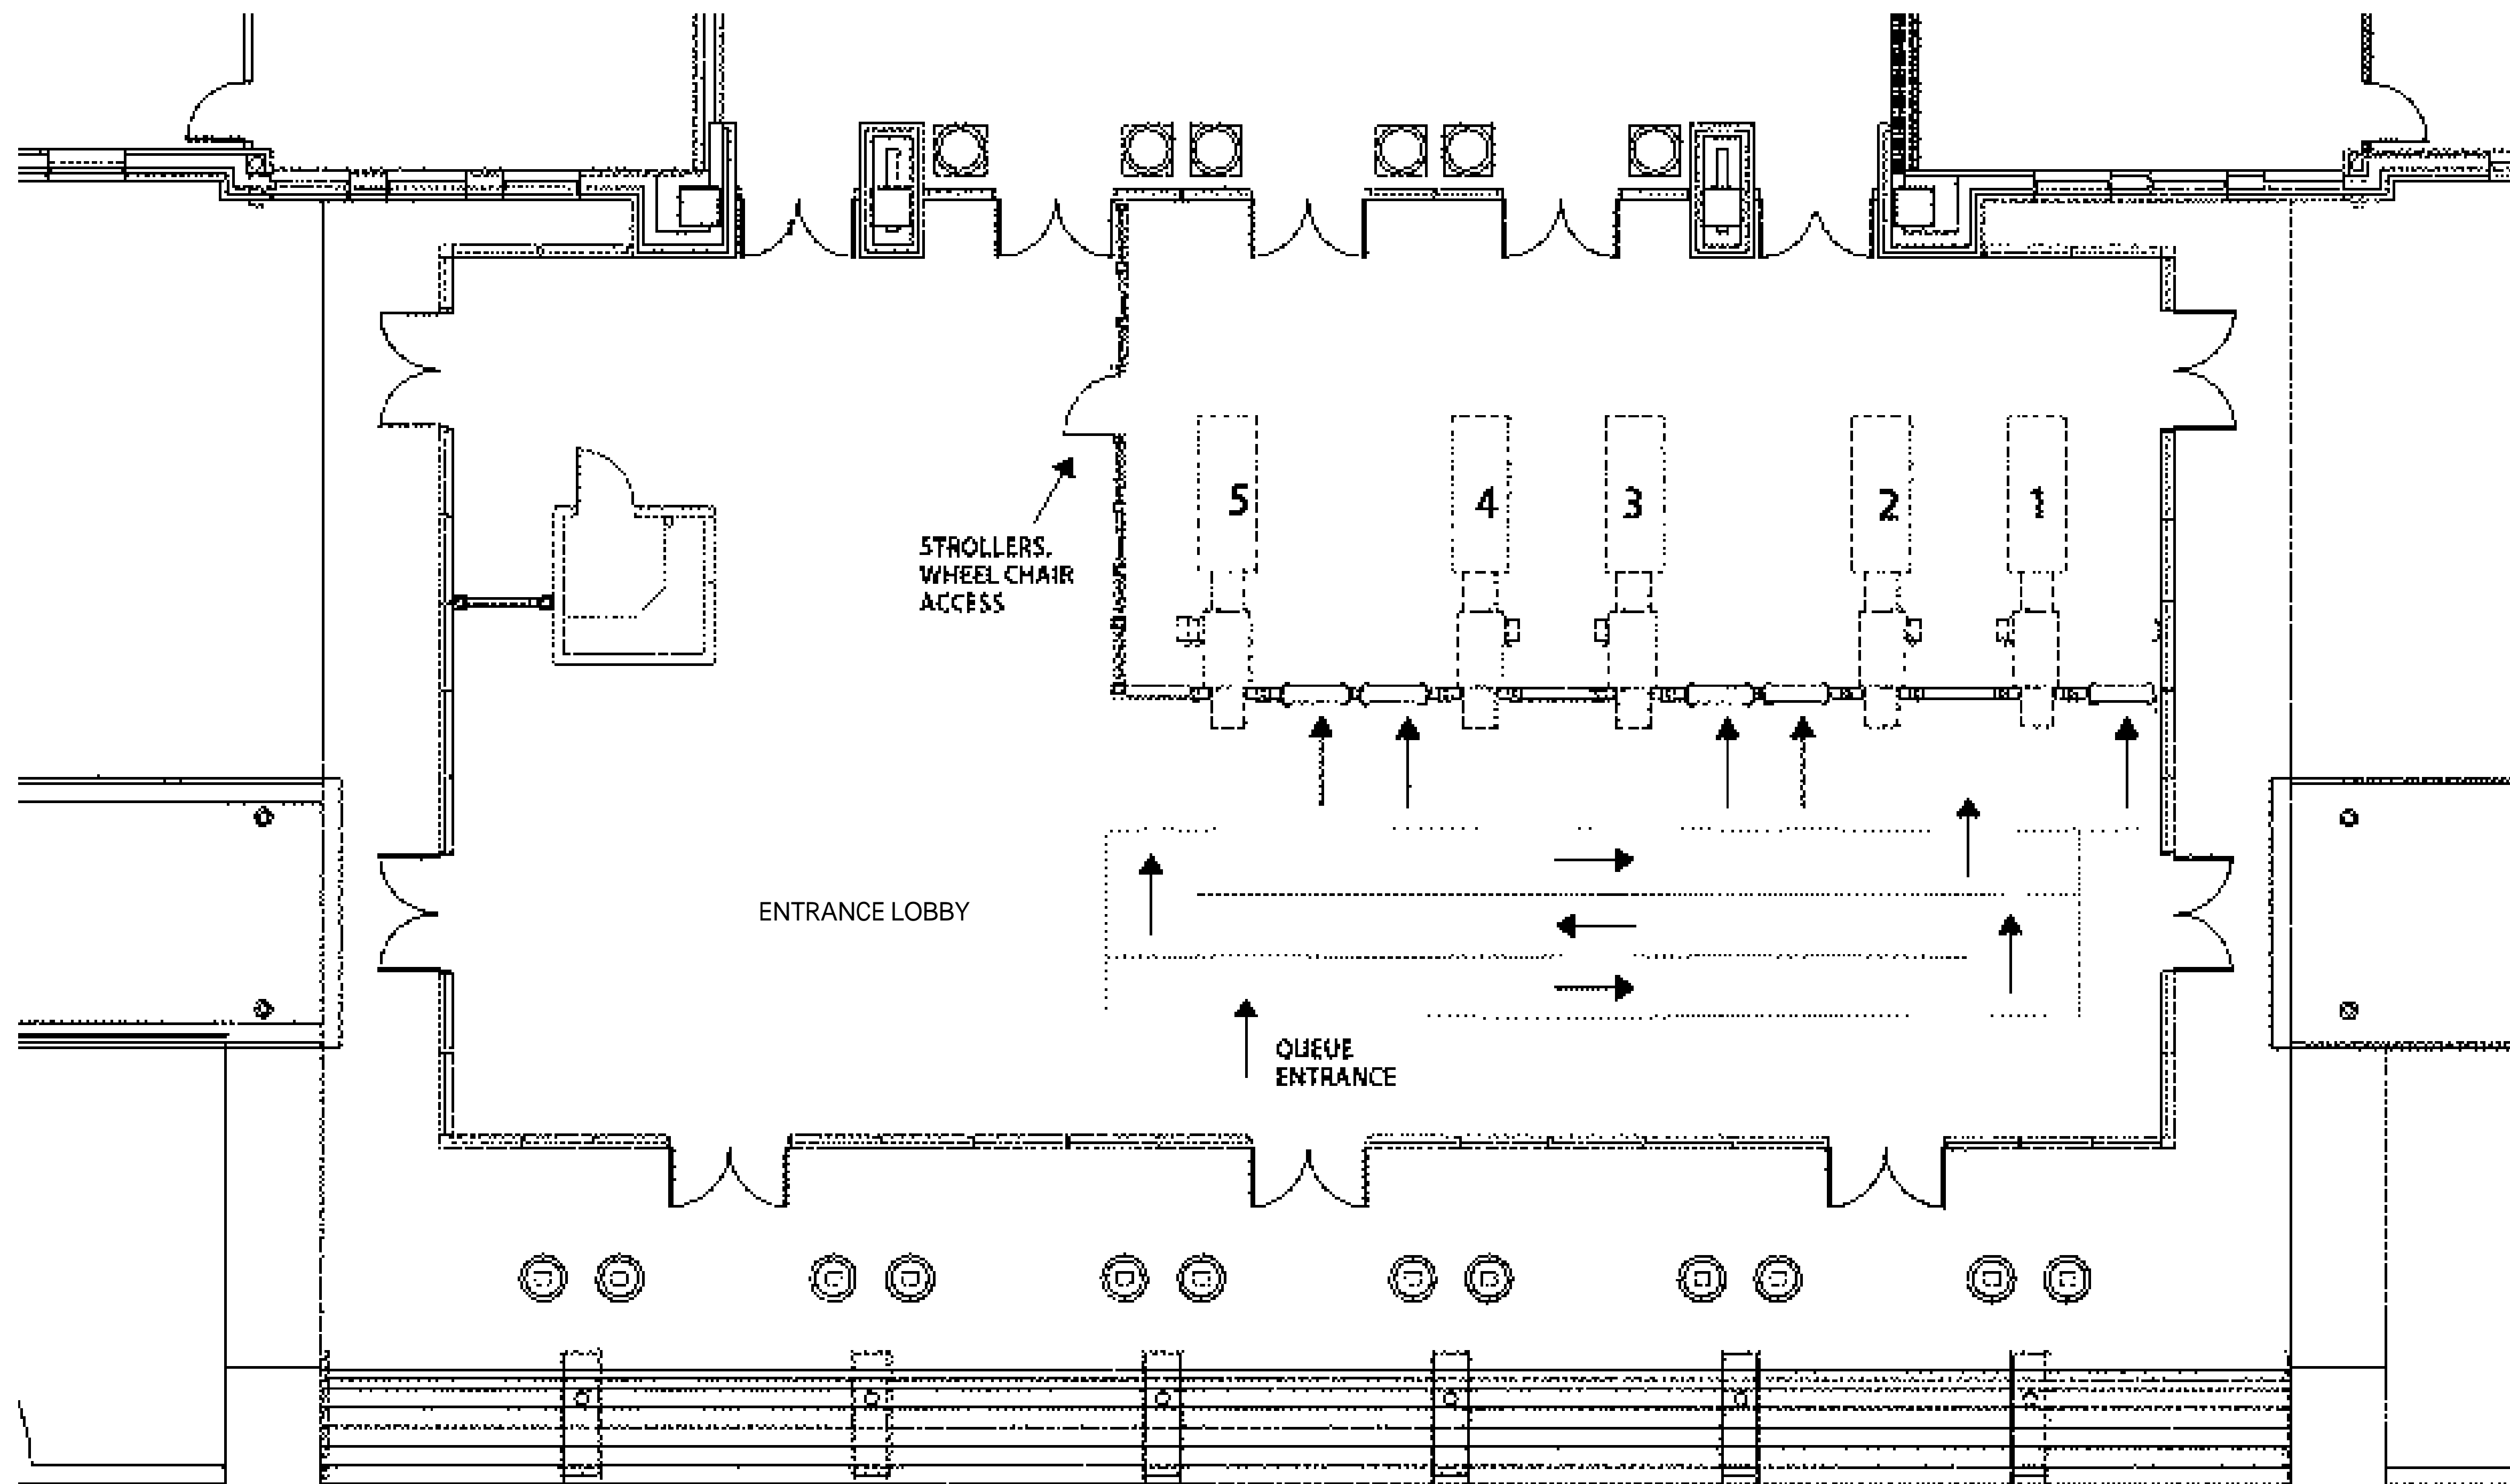 5 4 3 2 1
STROLLERS,
WHEEL CHAIR
ACCESS
ENTRANCE LOBBY
QUEUE
ENTRANCE